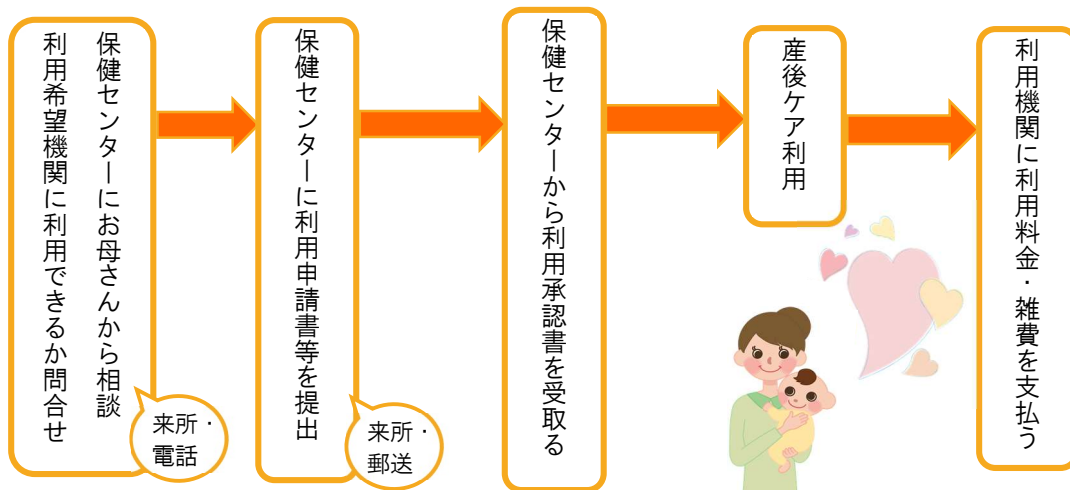 保健センターにお母さんから相談
利用希望機関に利用できるか問合せ
来所・
電話
保健センターに利用申請書等を提出
来所・
郵送
保健センターから利用承認書を受取る
産後ケア利用
利用機関に利用料金・雑費を支払う